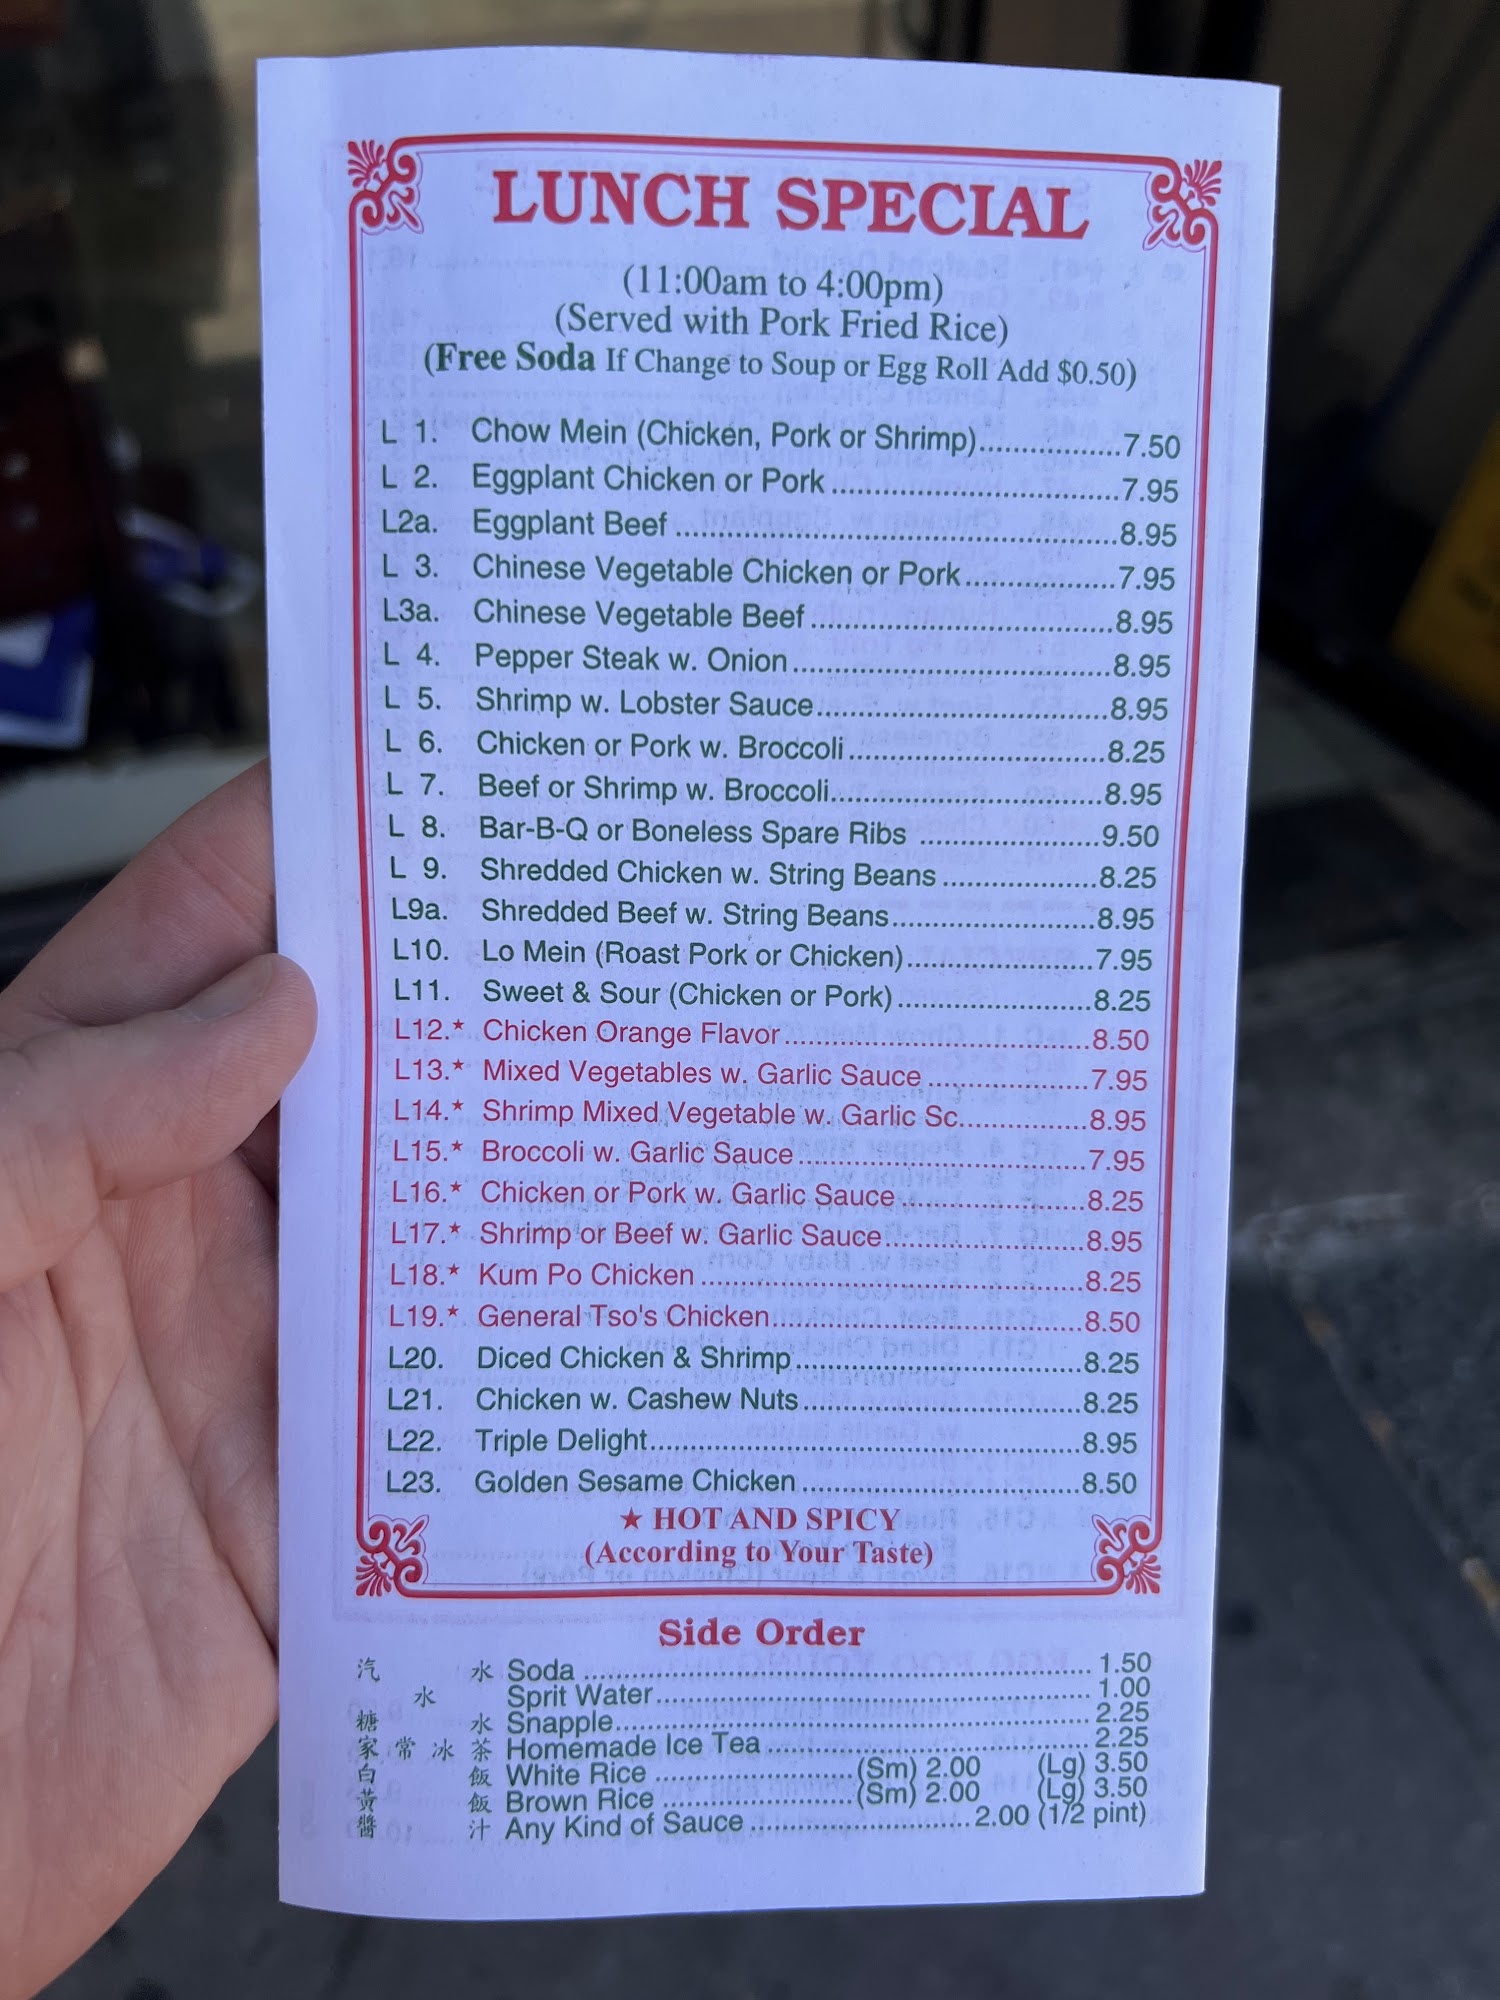 LUNCH SPECIAL
(11:00am to 4:00pm)
(Served with Pork Fried Rice)
(Free Soda If Change to Soup or Egg Roll Add $0.50)
L 1. Chow Mein (Chicken, Pork or Shrimp)..................7.50
L 2. Eggplant Chicken or Pork ..................7.95
L2a. Eggplant Beef ..................8.95
L 3. Chinese Vegetable Chicken or Pork..................7.95
L3a. Chinese Vegetable Beef ..................8.95
L 4. Pepper Steak w. Onion ..................8.95
L 5. Shrimp w. Lobster Sauce..................8.95
L 6. Chicken or Pork w. Broccoli ..................8.25
L 7. Beef or Shrimp w. Broccoli..................8.95
L 8. Bar-B-Q or Boneless Spare Ribs ..................9.50
L 9. Shredded Chicken w. String Beans ..................8.25
L9a. Shredded Beef w. String Beans..................8.95
L10. Lo Mein (Roast Pork or Chicken)..................7.95
L11. Sweet & Sour (Chicken or Pork) ..................8.25
L12.★ Chicken Orange Flavor ..................8.50
L13.★ Mixed Vegetables w. Garlic Sauce ..................7.95
L14.★ Shrimp Mixed Vegetable w. Garlic Sc...................8.95
L15.★ Broccoli w. Garlic Sauce ..................7.95
L16.★ Chicken or Pork w. Garlic Sauce..................8.25
L17.★ Shrimp or Beef w. Garlic Sauce..................8.95
L18.★ Kum Po Chicken ..................8.25
L19.★ General Tso's Chicken..................8.50
L20. Diced Chicken & Shrimp..................8.25
L21. Chicken w. Cashew Nuts..................8.25
L22. Triple Delight..................8.95
L23. Golden Sesame Chicken ..................8.50
★ HOT AND SPICY
(According to Your Taste)
Side Order
汽 水 Soda .................. 1.50
水 Sprit Water.................. 1.00
糖 水 Snapple.................. 2.25
家 常 冰 茶 Homemade Ice Tea .................. 2.25
白 飯 White Rice ..................(Sm) 2.00 (Lg) 3.50
黃 飯 Brown Rice ..................(Sm) 2.00 (Lg) 3.50
醬 汁 Any Kind of Sauce .................. 2.00 (1/2 pint)